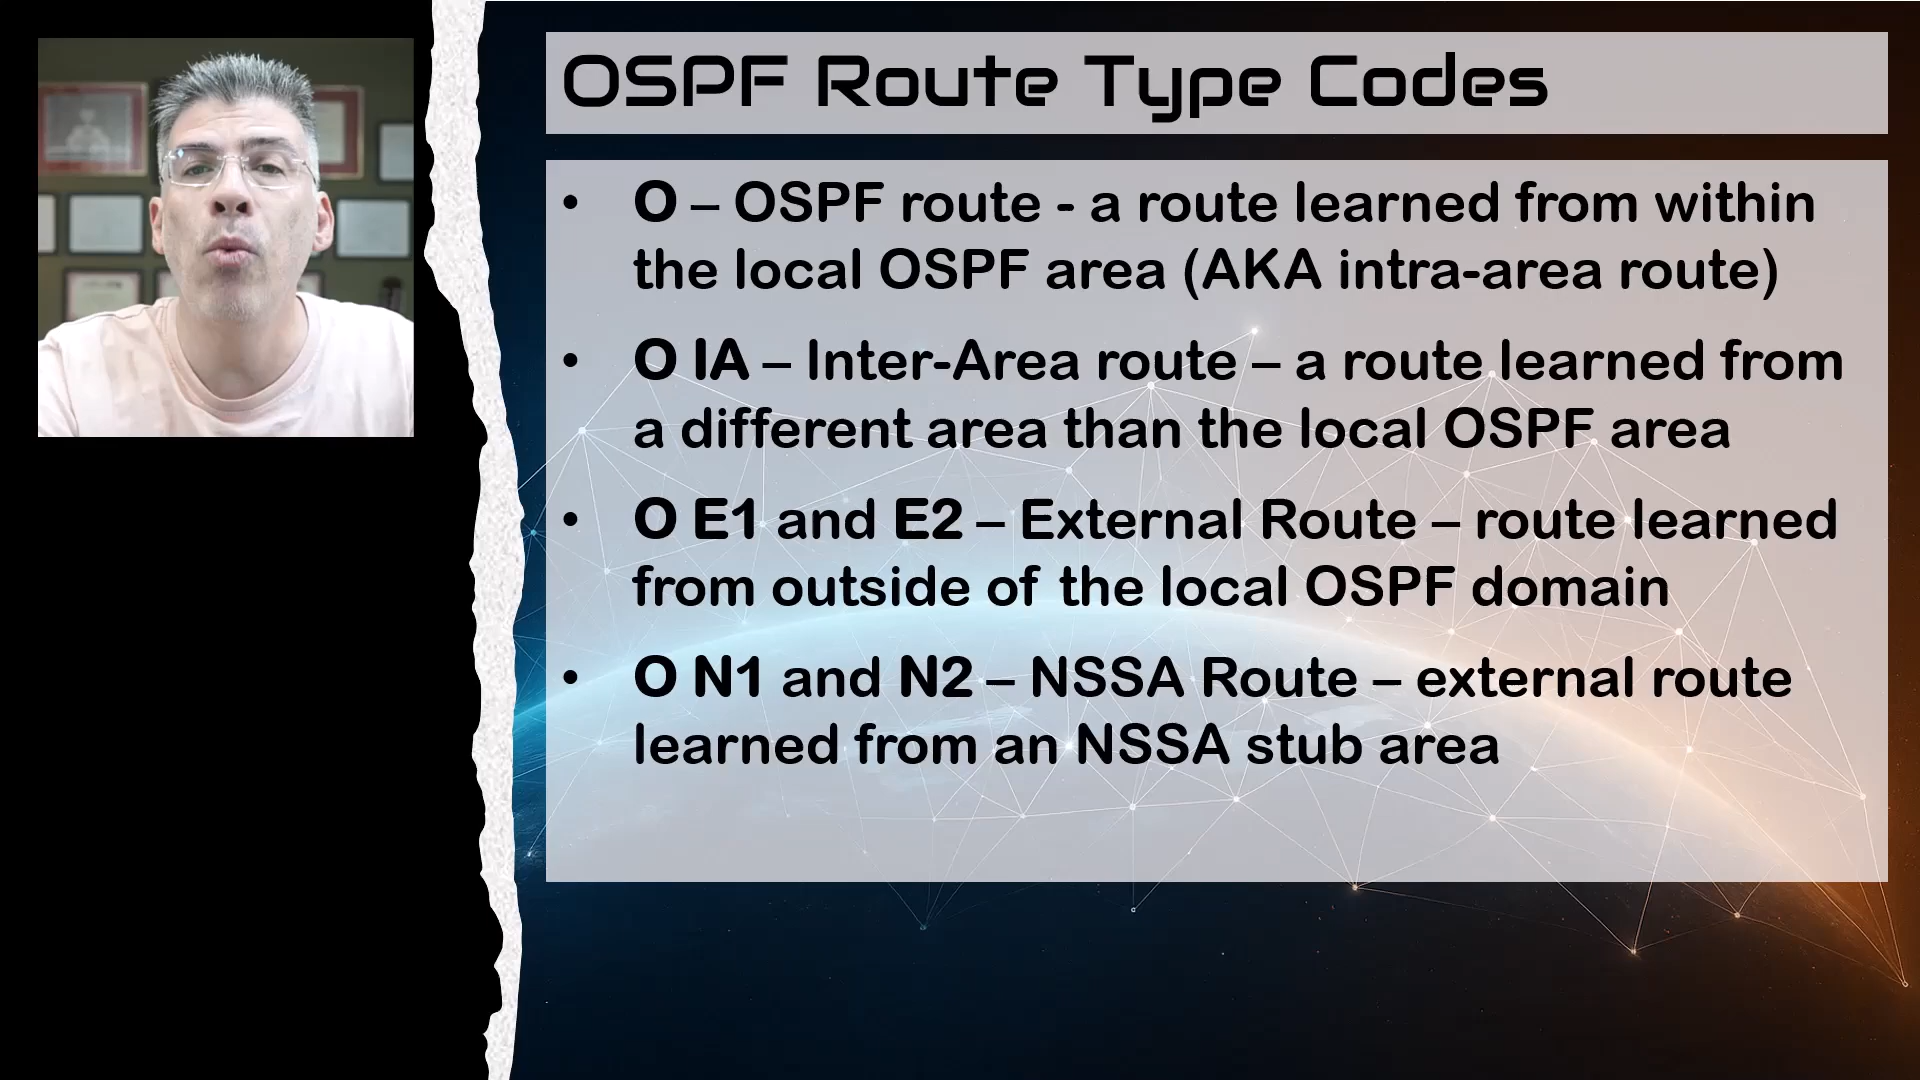 OSPF Route Type Codes
• O – OSPF route - a route learned from within
the local OSPF area (AKA intra-area route)
• O IA – Inter-Area route – a route learned from
a different area than the local OSPF area
• O E1 and E2 – External Route – route learned
from outside of the local OSPF domain
• O N1 and N2 – NSSA Route – external route
learned from an NSSA stub area